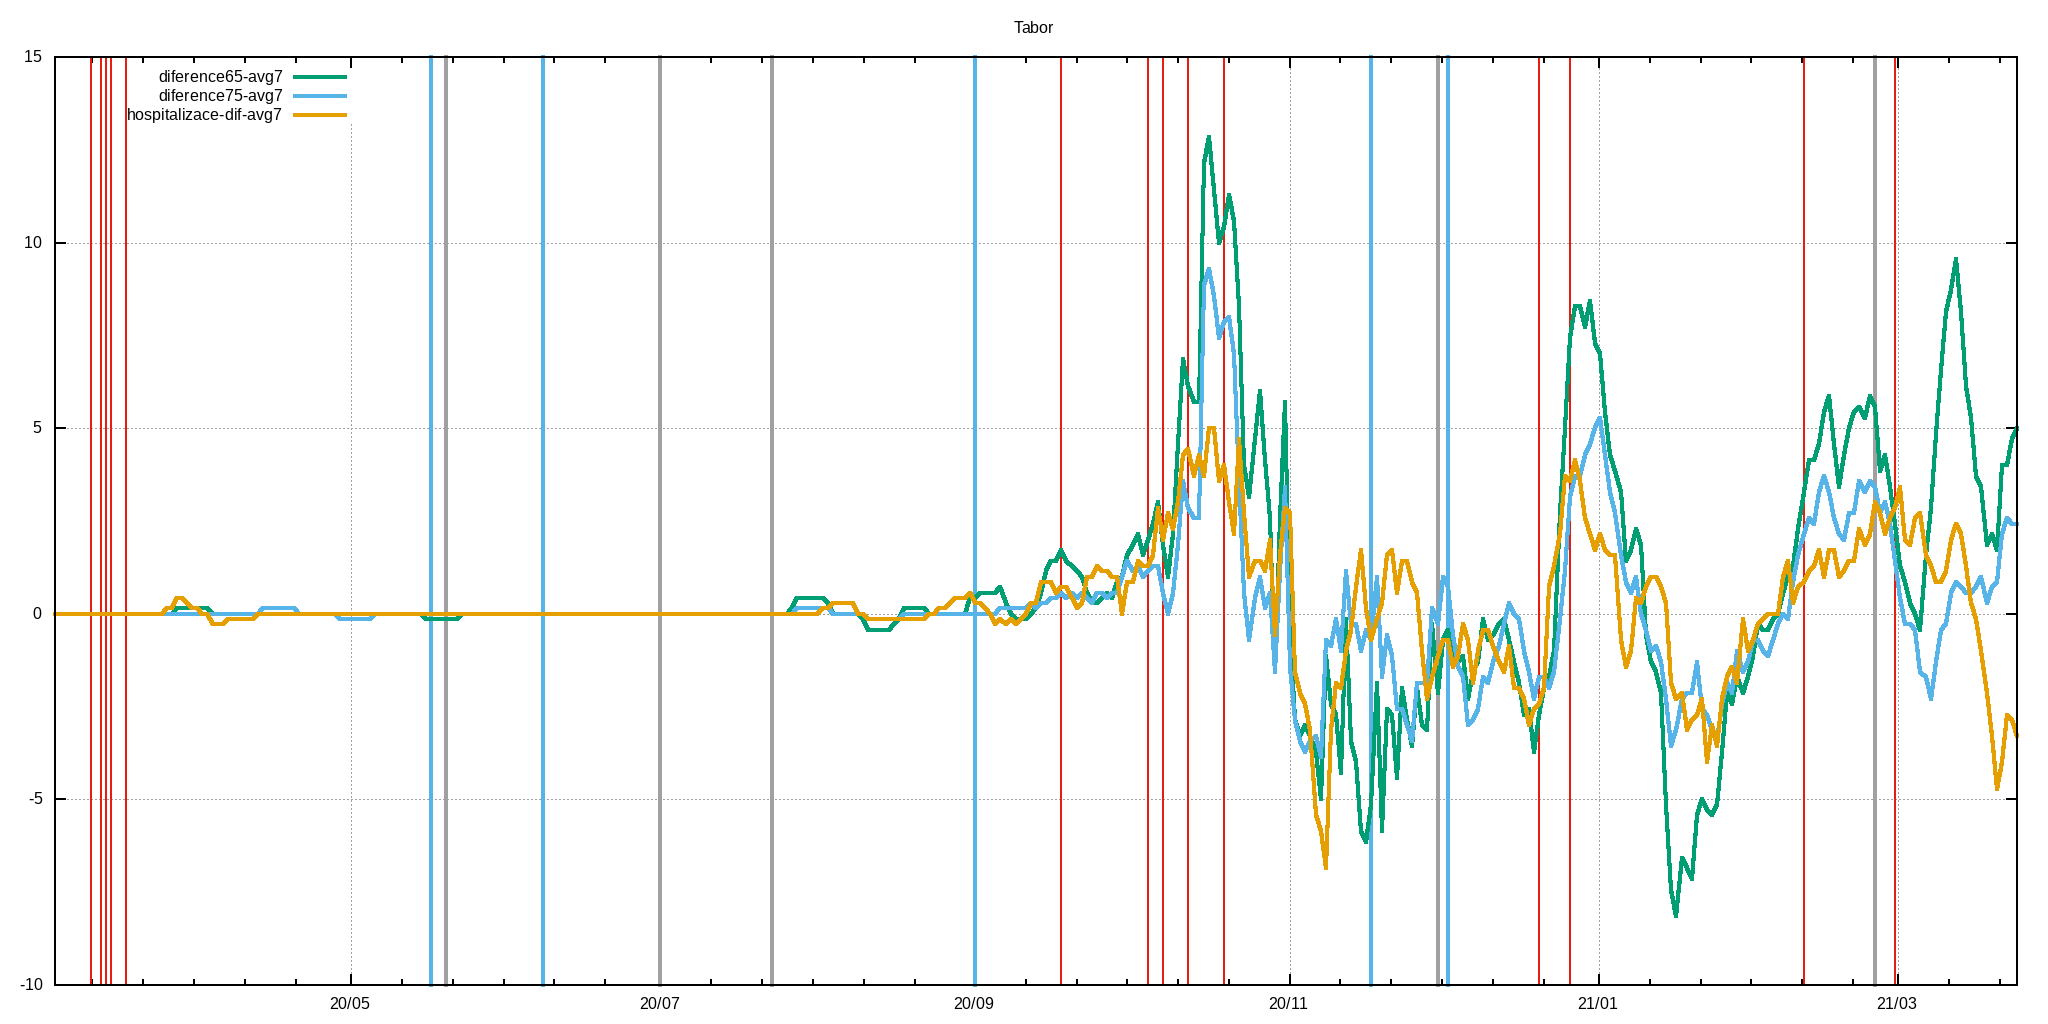 Tabor
15
diference65-avg7
diference75-avg7
hospitalizace-dif-avg7
10
5
0
-5
-10
20/05 20/07 20/09 20/11 21/01 21/03